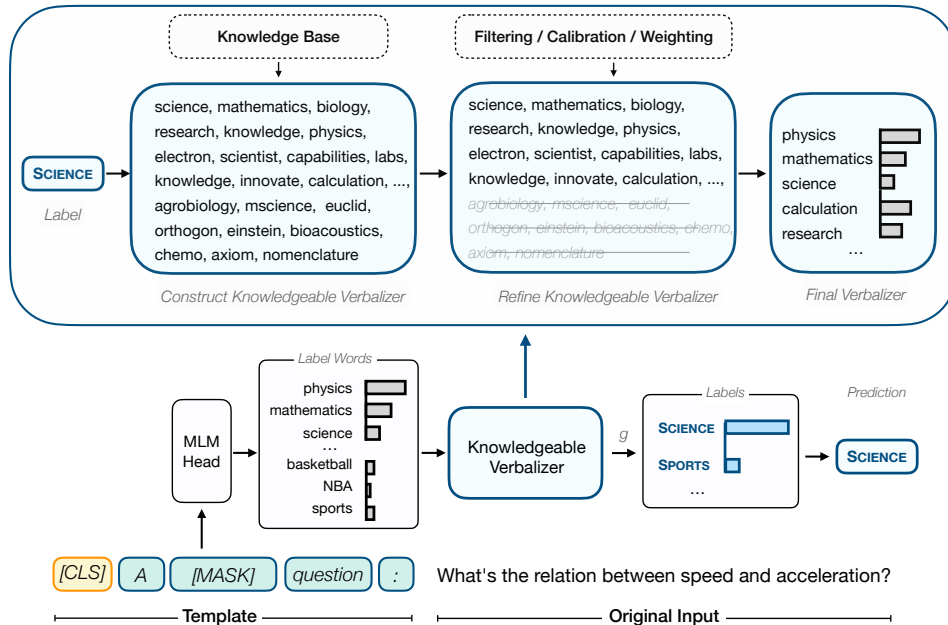 Knowledge Base
Filtering / Calibration / Weighting
SCIENCE
Label
science, mathematics, biology,
research, knowledge, physics,
electron, scientist, capabilities, labs,
knowledge, innovate, calculation, ...,
agrobiology, mscience, euclid,
orthogon, einstein, bioacoustics,
chemo, axiom, nomenclature
Construct Knowledgeable Verbalizer
science, mathematics, biology,
research, knowledge, physics,
electron, scientist, capabilities, labs,
knowledge, innovate, calculation, ...,
agrobiology, mscience, euclid,
orthogon, einstein, bioacoustics, chemo,
axiom, nomenclature
Refine Knowledgeable Verbalizer
physics
mathematics
science
calculation
research
...
Final Verbalizer
MLM
Head
Label Words
physics
mathematics
science
...
basketball
NBA
sports
Knowledgeable
Verbalizer
g
Labels
SCIENCE
SPORTS
...
Prediction
SCIENCE
[CLS] A [MASK] question : What's the relation between speed and acceleration?
Template
Original Input